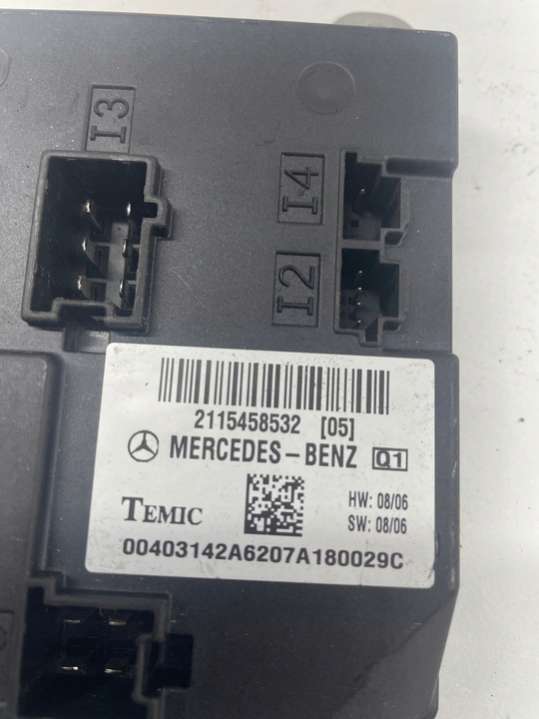 I3
I4
I2
2115458532 [05]
MERCEDES-BENZ Q1
TEMIC
HW: 08/06
SW: 08/06
00403142A6207A180029C